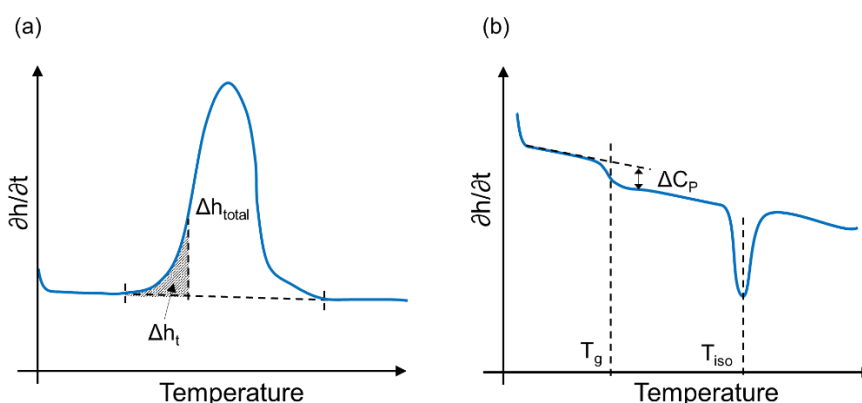 (a)
∂h/∂t
Δh_total
Δh_t
Temperature
(b)
∂h/∂t
ΔC_P
T_g
T_iso
Temperature